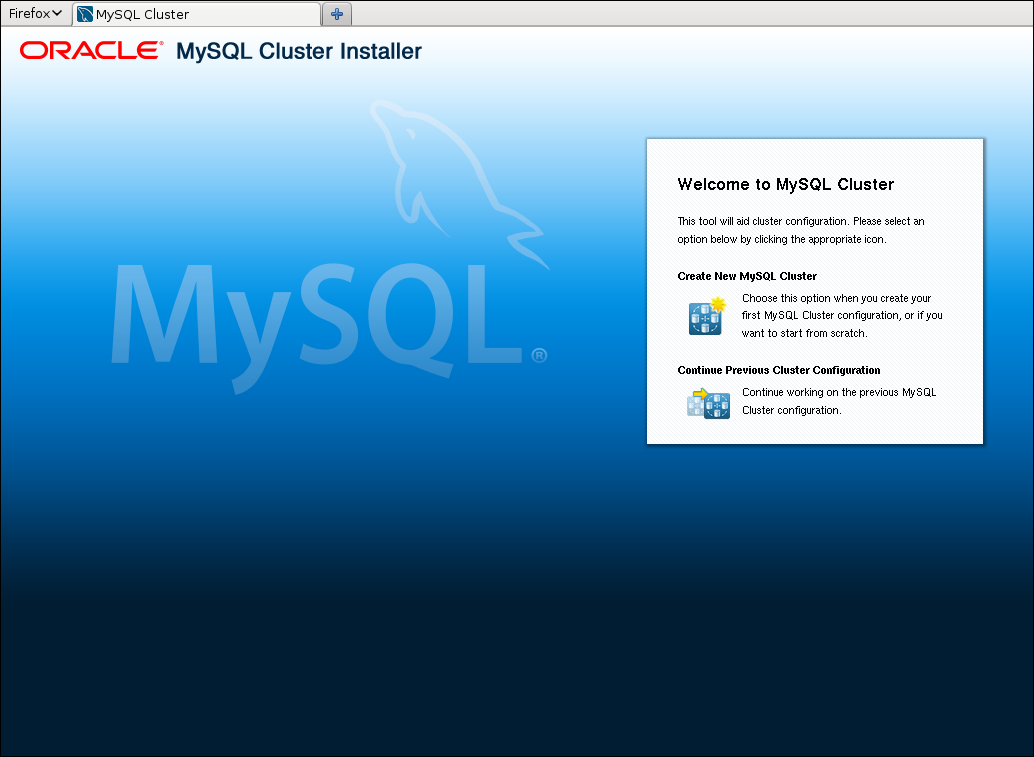 Firefox
MySQL Cluster
ORACLE® MySQL Cluster Installer
MySQL®
Welcome to MySQL Cluster
This tool will aid cluster configuration. Please select an
option below by clicking the appropriate icon.
Create New MySQL Cluster
Choose this option when you create your
first MySQL Cluster configuration, or if you
want to start from scratch.
Continue Previous Cluster Configuration
Continue working on the previous MySQL
Cluster configuration.